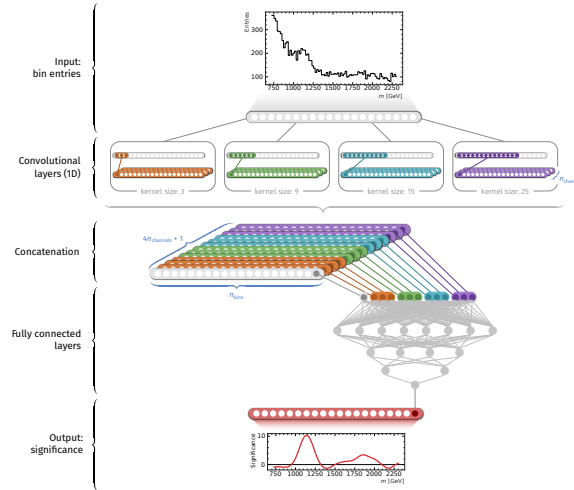 Input:
bin entries
Entries
300
200
100
750 1000 1250 1500 1750 2000 2250
m [GeV]
Convolutional
layers (1D)
kernel size: 3
kernel size: 9
kernel size: 15
kernel size: 25
n_chan
Concatenation
4n_channels + 1
n_bins
Fully connected
layers
Output:
significance
Significance
10
0
750 1000 1250 1500 1750 2000 2250
m [GeV]